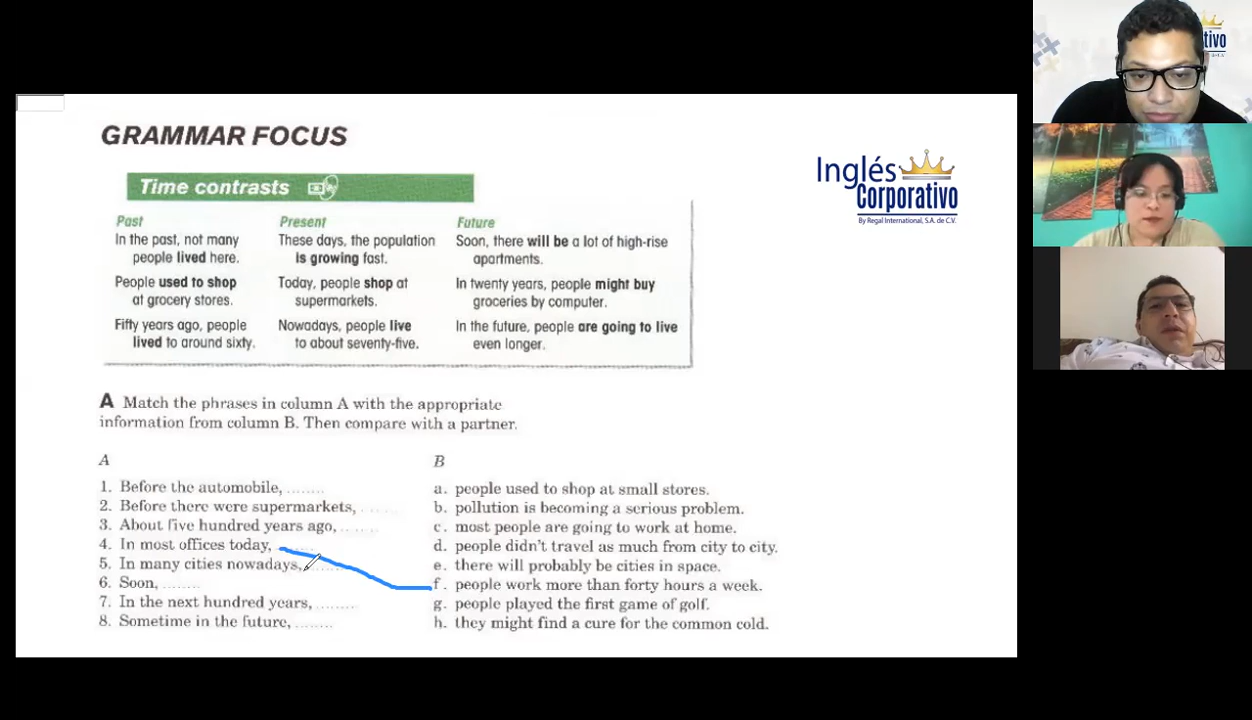 tivo
GRAMMAR FOCUS
Inglés
Corporativo
By Regal International, S.A. de C.V.
Time contrasts
Past Present Future
In the past, not many These days, the population Soon, there will be a lot of high-rise
people lived here. is growing fast. apartments.
People used to shop Today, people shop at In twenty years, people might buy
at grocery stores. supermarkets. groceries by computer.
Fifty years ago, people Nowadays, people live In the future, people are going to live
lived to around sixty. to about seventy-five. even longer.
A Match the phrases in column A with the appropriate
information from column B. Then compare with a partner.
A B
1. Before the automobile, ........ a. people used to shop at small stores.
2. Before there were supermarkets, ........ b. pollution is becoming a serious problem.
3. About five hundred years ago, ........ c. most people are going to work at home.
4. In most offices today, ........ d. people didn't travel as much from city to city.
5. In many cities nowadays, ........ e. there will probably be cities in space.
6. Soon, ........ f. people work more than forty hours a week.
7. In the next hundred years, ........ g. people played the first game of golf.
8. Sometime in the future, ........ h. they might find a cure for the common cold.